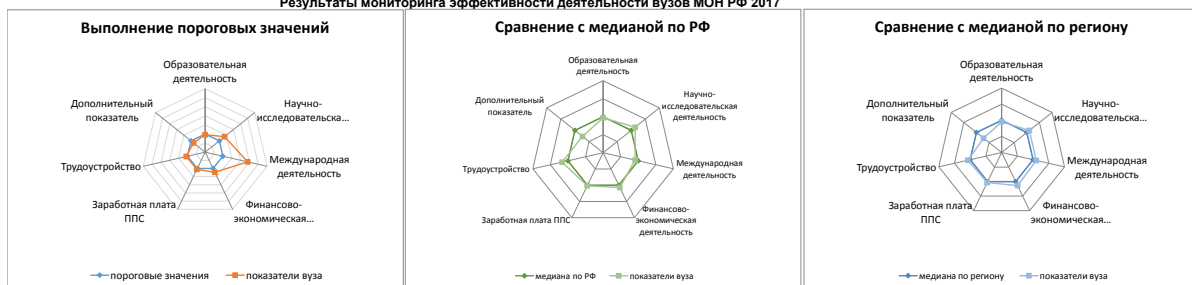 Результаты мониторинга эффективности деятельности вузов МОН РФ 2017
Выполнение пороговых значений
Образовательная
деятельность
Научно-
исследовательска...
Международная
деятельность
Финансово-
экономическая...
Заработная плата
ППС
Трудоустройство
Дополнительный
показатель
пороговые значения
показатели вуза
Сравнение с медианой по РФ
Образовательная
деятельность
Научно-
исследовательская
деятельность
Международная
деятельность
Финансово-
экономическая
деятельность
Заработная плата ППС
Трудоустройство
Дополнительный
показатель
медиана по РФ
показатели вуза
Сравнение с медианой по региону
Образовательная
деятельность
Научно-
исследовательская
деятельность
Международная
деятельность
Финансово-
экономическая...
Заработная плата
ППС
Трудоустройство
Дополнительный
показатель
медиана по региону
показатели вуза